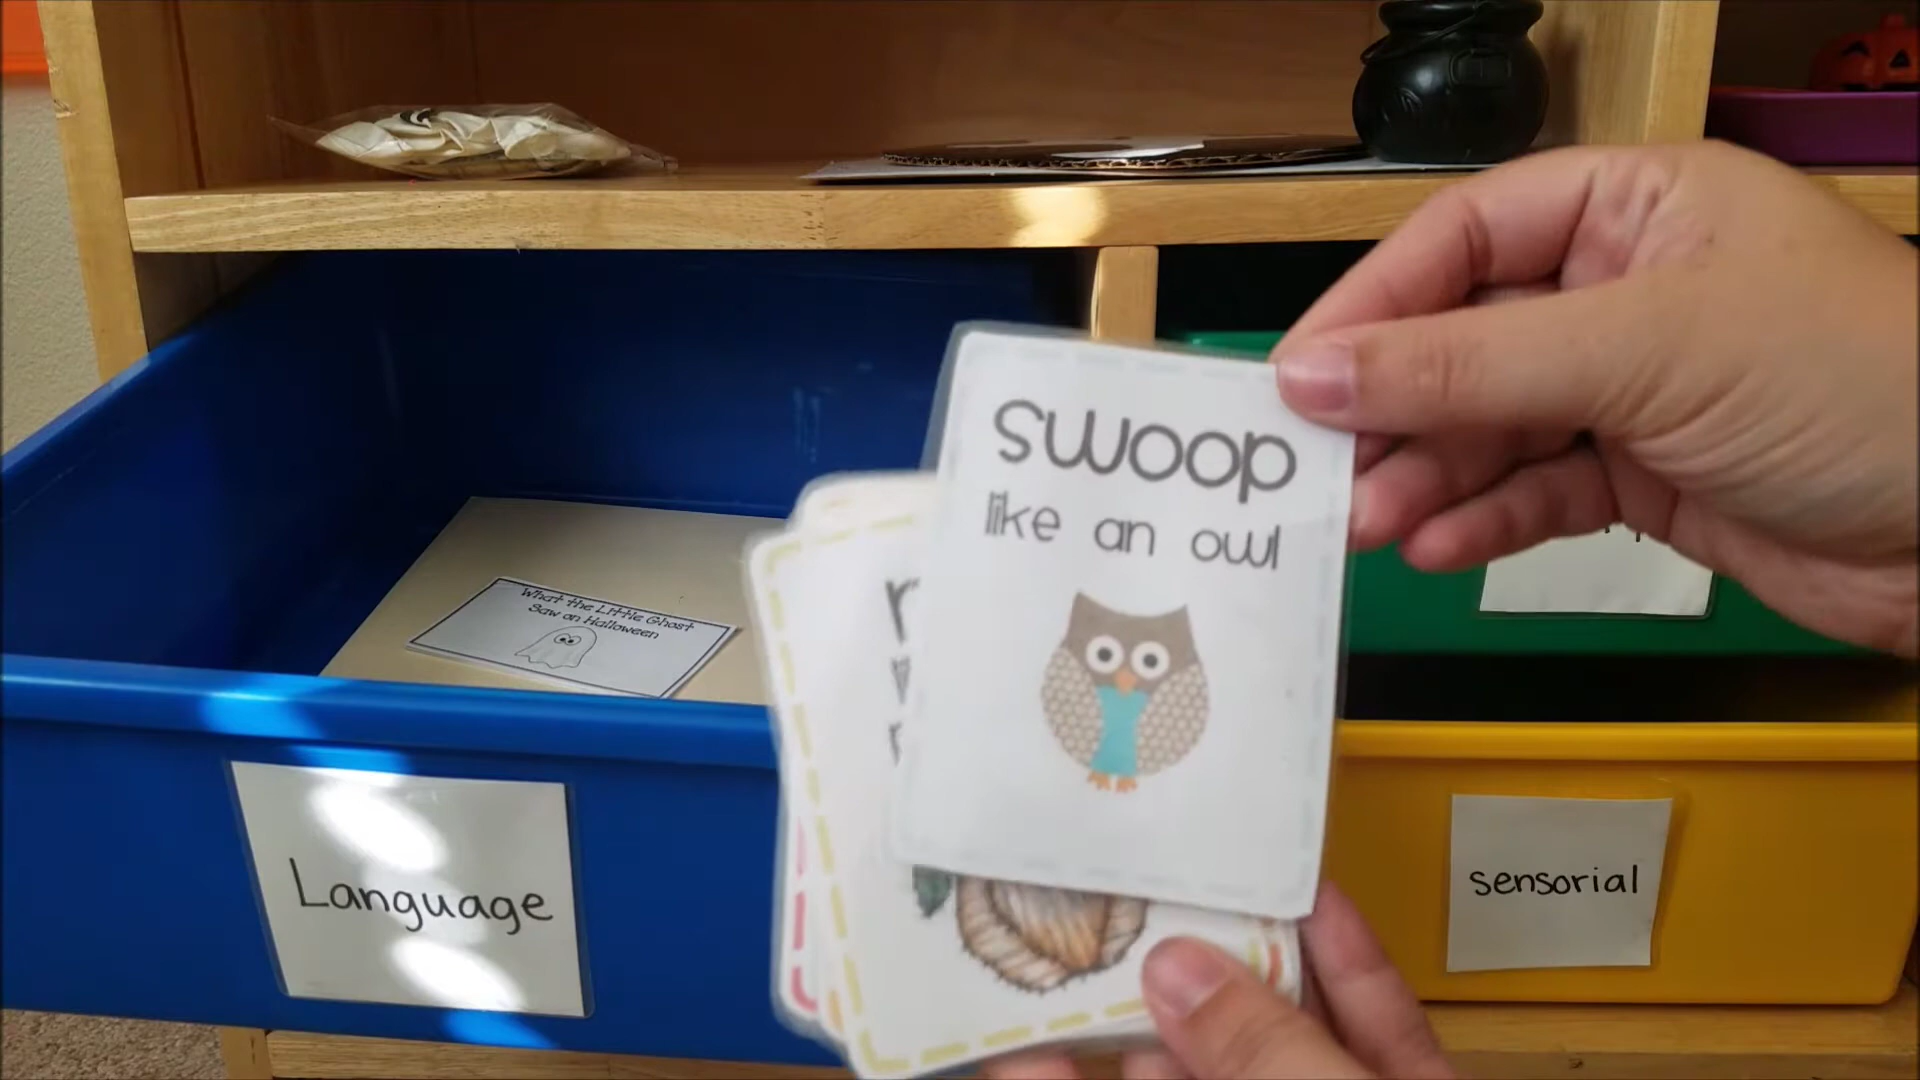 swoop
like an owl
What the Little Ghost
Saw on Halloween
Language
sensorial